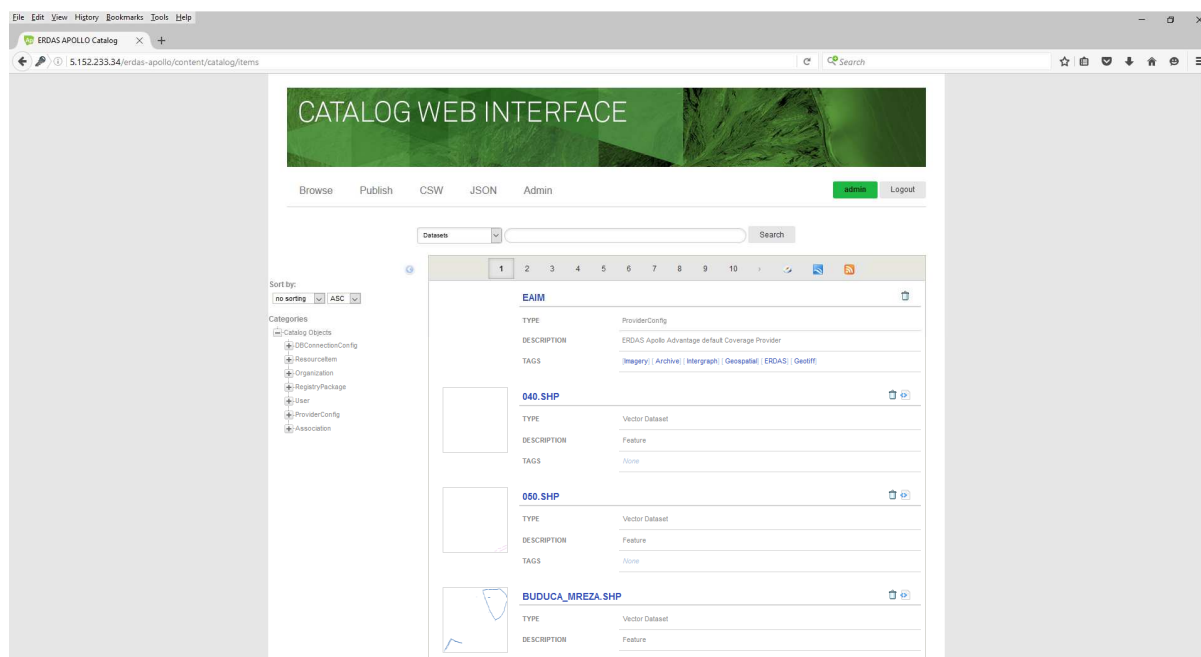 File Edit View History Bookmarks Tools Help
ERDAS APOLLO Catalog
5.152.233.34/erdas-apollo/content/catalog/items
Search
CATALOG WEB INTERFACE
Browse Publish CSW JSON Admin
admin Logout
Datasets
Search
1 2 3 4 5 6 7 8 9 10 ›
Sort by:
no sorting ASC
Categories
Catalog Objects
DBConnectionConfig
ResourceItem
Organization
RegistryPackage
User
ProviderConfig
Association
EAIM
TYPE ProviderConfig
DESCRIPTION ERDAS Apollo Advantage default Coverage Provider
TAGS |Imagery| | Archive| | Intergraph| | Geospatial| | ERDAS| | Geotiff|
040.SHP
TYPE Vector Dataset
DESCRIPTION Feature
TAGS None
050.SHP
TYPE Vector Dataset
DESCRIPTION Feature
TAGS None
BUDUCA_MREZA.SHP
TYPE Vector Dataset
DESCRIPTION Feature